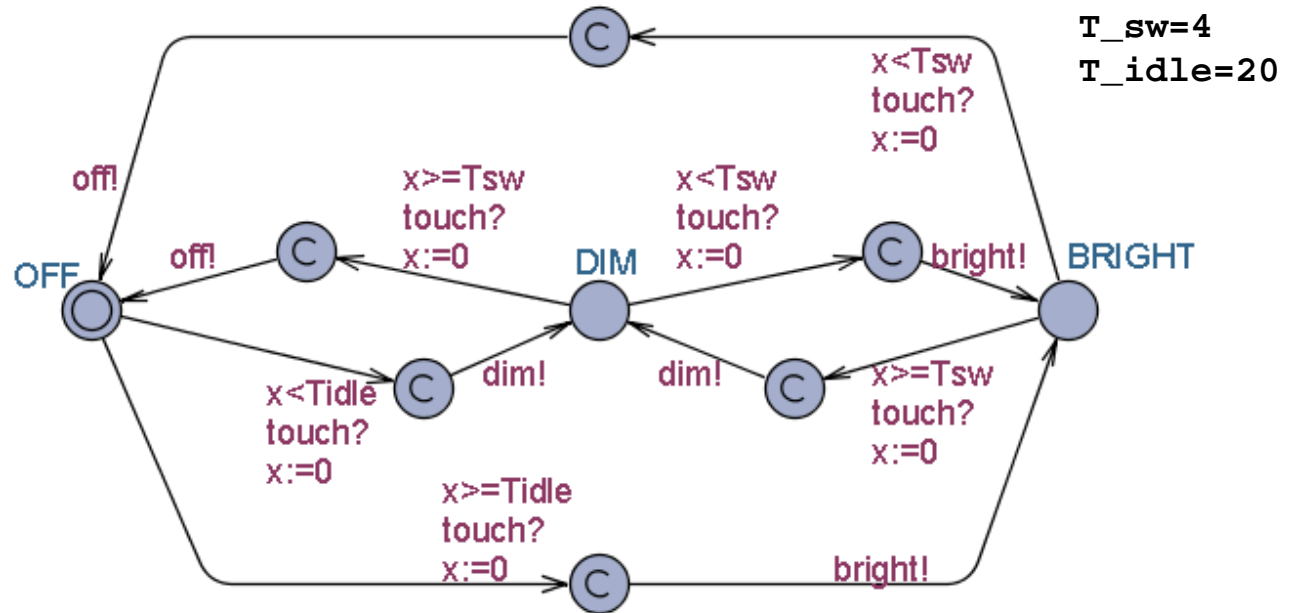 C
T_sw=4
T_idle=20
x<Tsw
touch?
x:=0
off!
x>=Tsw
touch?
x:=0
x<Tsw
touch?
x:=0
OFF
off!
C
DIM
C
bright!
BRIGHT
x<Tidle
touch?
x:=0
C
dim!
dim!
C
x>=Tsw
touch?
x:=0
x>=Tidle
touch?
x:=0
C
bright!